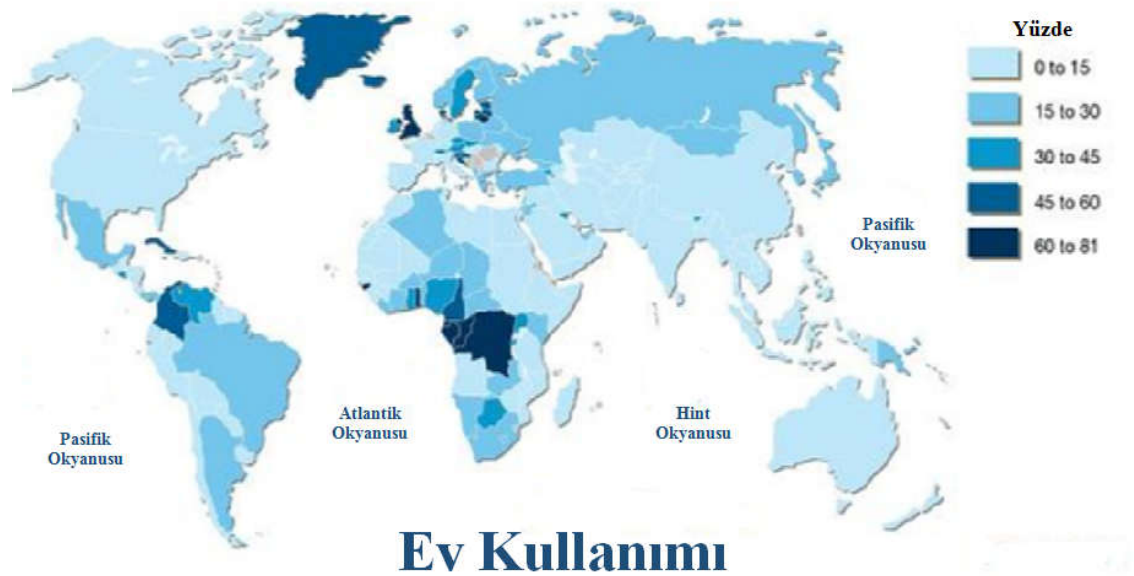 Yüzde
0 to 15
15 to 30
30 to 45
45 to 60
60 to 81
Pasifik
Okyanusu
Atlantik
Okyanusu
Hint
Okyanusu
Pasifik
Okyanusu
Ev Kullanımı